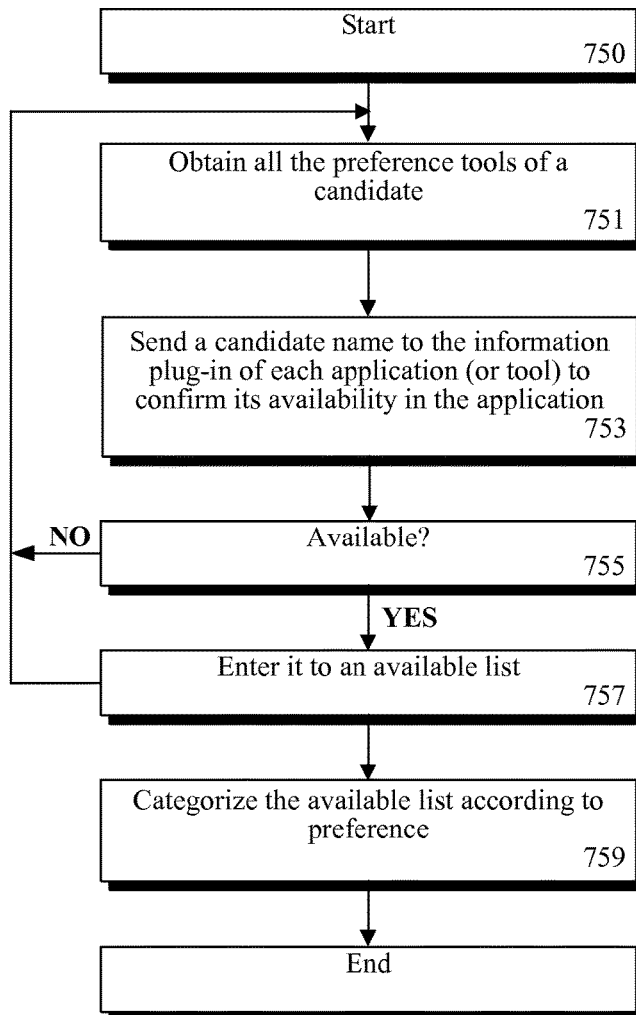 Start
750
Obtain all the preference tools of a
candidate
751
Send a candidate name to the information
plug-in of each application (or tool) to
confirm its availability in the application
753
NO
Available?
755
YES
Enter it to an available list
757
Categorize the available list according to
preference
759
End